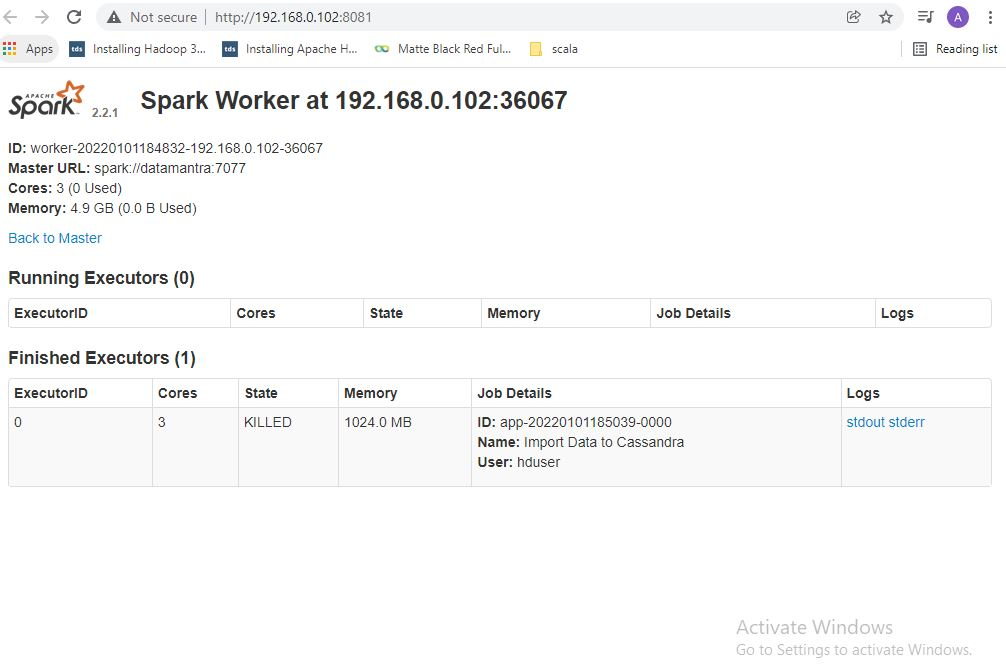 Not secure http://192.168.0.102:8081 A
Apps tds Installing Hadoop 3... tds Installing Apache H... Matte Black Red Ful... scala Reading list
APACHE Spark 2.2.1 Spark Worker at 192.168.0.102:36067
ID: worker-20220101184832-192.168.0.102-36067
Master URL: spark://datamantra:7077
Cores: 3 (0 Used)
Memory: 4.9 GB (0.0 B Used)
Back to Master
Running Executors (0)
ExecutorID Cores State Memory Job Details Logs
Finished Executors (1)
ExecutorID Cores State Memory Job Details Logs
0 3 KILLED 1024.0 MB ID: app-20220101185039-0000 stdout stderr
Name: Import Data to Cassandra
User: hduser
Activate Windows
Go to Settings to activate Windows.